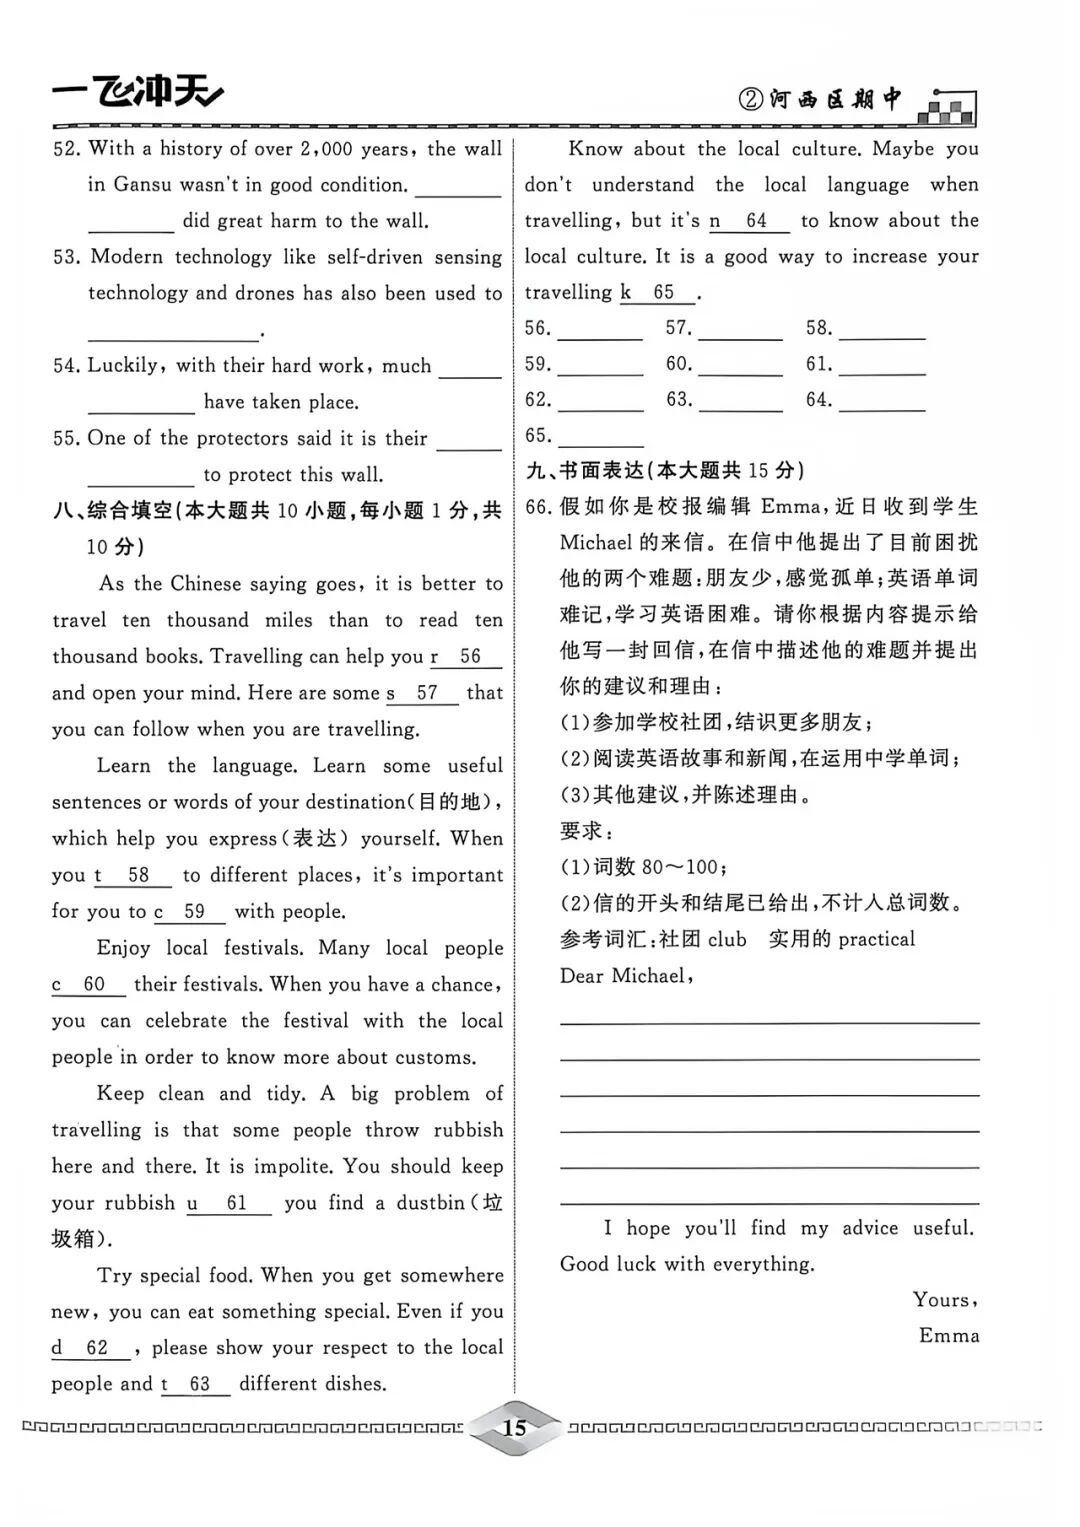 一飞冲天
②河西区期中
52. With a history of over 2,000 years, the wall
in Gansu wasn't in good condition. ________
________ did great harm to the wall.
53. Modern technology like self-driven sensing
technology and drones has also been used to
________________.
54. Luckily, with their hard work, much ______
__________ have taken place.
55. One of the protectors said it is their ______
__________ to protect this wall.
八、综合填空(本大题共 10 小题,每小题 1 分,共
10 分)
As the Chinese saying goes, it is better to
travel ten thousand miles than to read ten
thousand books. Travelling can help you r 56
and open your mind. Here are some s 57 that
you can follow when you are travelling.
Learn the language. Learn some useful
sentences or words of your destination(目的地),
which help you express(表达) yourself. When
you t 58 to different places, it's important
for you to c 59 with people.
Enjoy local festivals. Many local people
c 60 their festivals. When you have a chance,
you can celebrate the festival with the local
people in order to know more about customs.
Keep clean and tidy. A big problem of
travelling is that some people throw rubbish
here and there. It is impolite. You should keep
your rubbish u 61 you find a dustbin(垃
圾箱).
Try special food. When you get somewhere
new, you can eat something special. Even if you
d 62 , please show your respect to the local
people and t 63 different dishes.
Know about the local culture. Maybe you
don't understand the local language when
travelling, but it's n 64 to know about the
local culture. It is a good way to increase your
travelling k 65 .
56. ________ 57. ________ 58. ________
59. ________ 60. ________ 61. ________
62. ________ 63. ________ 64. ________
65. ________
九、书面表达(本大题共 15 分)
66. 假如你是校报编辑 Emma,近日收到学生
Michael 的来信。在信中他提出了目前困扰
他的两个难题:朋友少,感觉孤单;英语单词
难记,学习英语困难。请你根据内容提示给
他写一封回信,在信中描述他的难题并提出
你的建议和理由:
(1)参加学校社团,结识更多朋友;
(2)阅读英语故事和新闻,在运用中学单词;
(3)其他建议,并陈述理由。
要求:
(1)词数 80～100;
(2)信的开头和结尾已给出,不计入总词数。
参考词汇:社团 club 实用的 practical
Dear Michael,
I hope you'll find my advice useful.
Good luck with everything.
Yours,
Emma
15